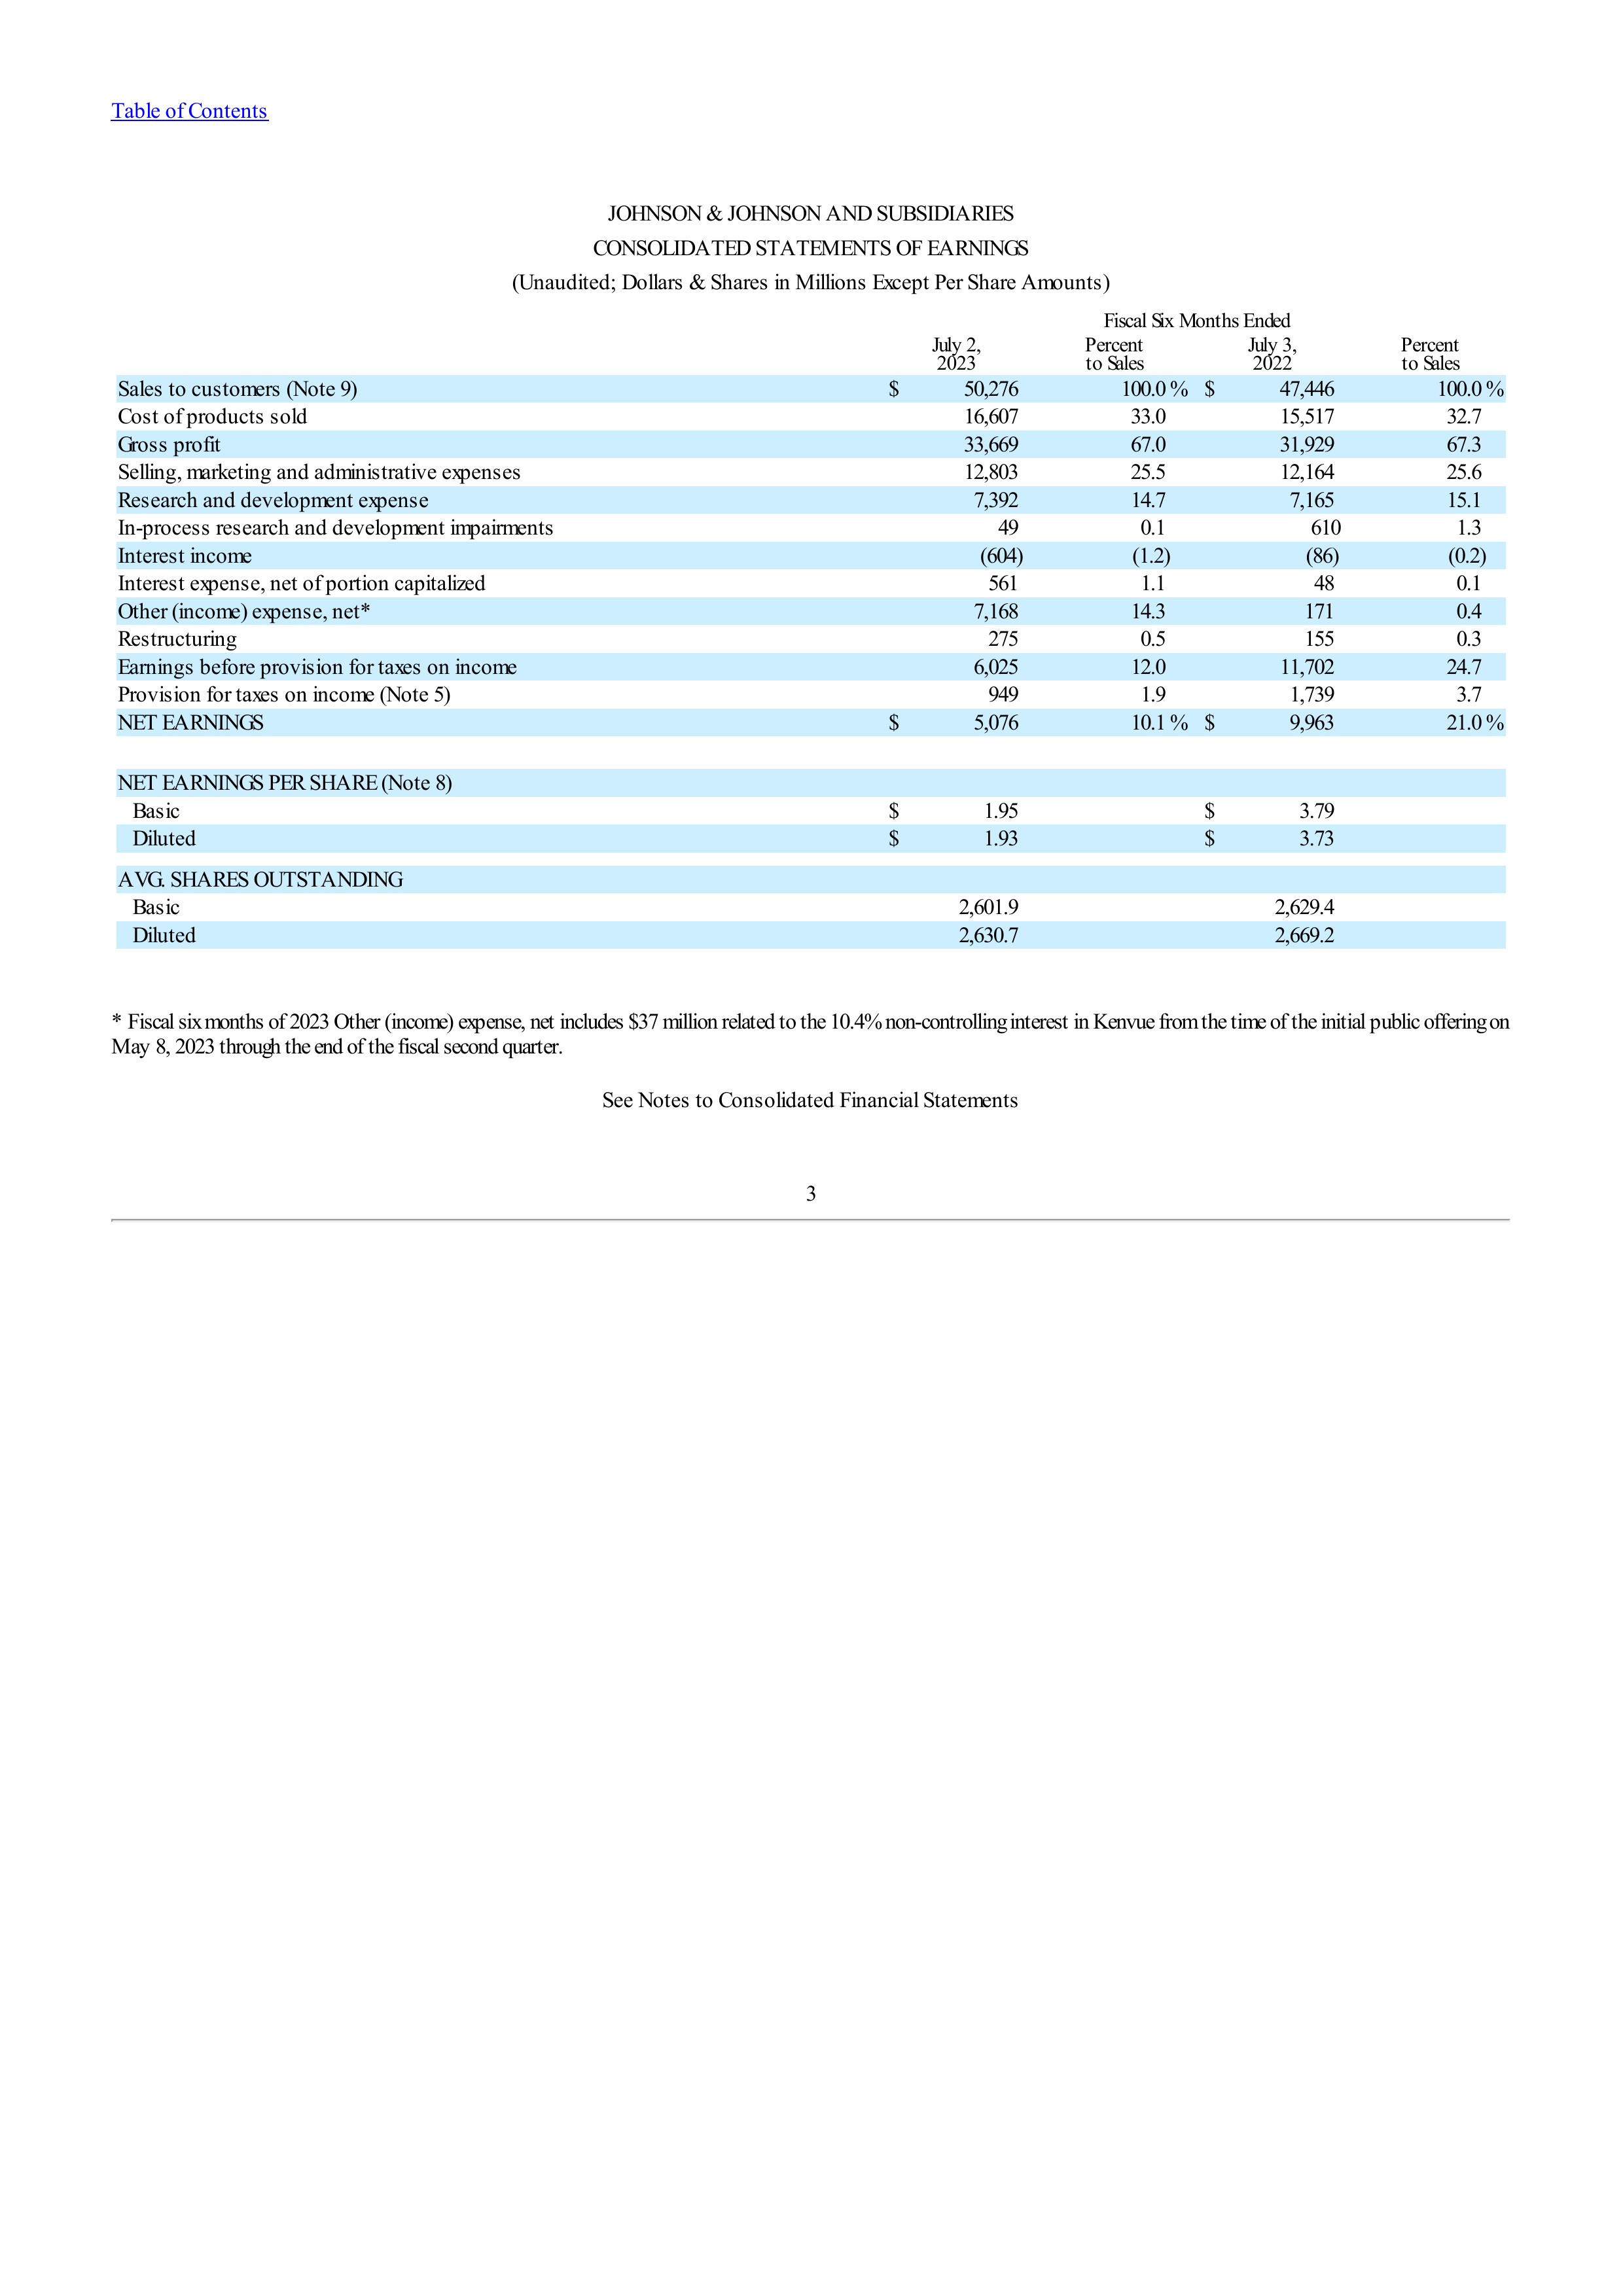 Table of Contents
JOHNSON & JOHNSON AND SUBSIDIARIES
CONSOLIDATED STATEMENTS OF EARNINGS
(Unaudited; Dollars & Shares in Millions Except Per Share Amounts)
Fiscal Six Months Ended
July 2, 2023 Percent to Sales July 3, 2022 Percent to Sales
Sales to customers (Note 9) $ 50,276 100.0 % $ 47,446 100.0 %
Cost of products sold 16,607 33.0 15,517 32.7
Gross profit 33,669 67.0 31,929 67.3
Selling, marketing and administrative expenses 12,803 25.5 12,164 25.6
Research and development expense 7,392 14.7 7,165 15.1
In-process research and development impairments 49 0.1 610 1.3
Interest income (604) (1.2) (86) (0.2)
Interest expense, net of portion capitalized 561 1.1 48 0.1
Other (income) expense, net* 7,168 14.3 171 0.4
Restructuring 275 0.5 155 0.3
Earnings before provision for taxes on income 6,025 12.0 11,702 24.7
Provision for taxes on income (Note 5) 949 1.9 1,739 3.7
NET EARNINGS $ 5,076 10.1 % $ 9,963 21.0 %
NET EARNINGS PER SHARE (Note 8)
Basic $ 1.95 $ 3.79
Diluted $ 1.93 $ 3.73
AVG. SHARES OUTSTANDING
Basic 2,601.9 2,629.4
Diluted 2,630.7 2,669.2
* Fiscal six months of 2023 Other (income) expense, net includes $37 million related to the 10.4% non-controlling interest in Kenvue from the time of the initial public offering on
May 8, 2023 through the end of the fiscal second quarter.
See Notes to Consolidated Financial Statements
3